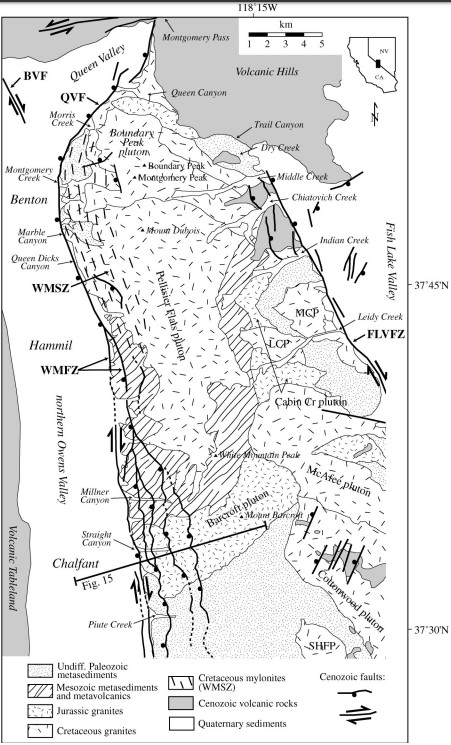 118°15W
km
1 2 3 4 5
NV
CA
N
Montgomery Pass
Queen Valley
Volcanic Hills
BVF
QVF
Queen Canyon
Morris
Creek
Boundary
Peak
pluton
Trail Canyon
Dry Creek
Boundary Peak
Montgomery Peak
Montgomery
Creek
Middle Creek
Chiatovich Creek
Benton
Mount Dubois
Marble
Canyon
Indian Creek
Fish Lake Valley
Queen Dicks
Canyon
37°45'N
WMSZ
Pellisier Flats pluton
MCP
Leidy Creek
FLVFZ
Hammil
LCP
WMFZ
Cabin Cr pluton
northern Owens Valley
White Mountain Peak
McAfee pluton
Millner
Canyon
Barcroft pluton
Mount Barcroft
Straight
Canyon
Volcanic Tableland
Chalfant
Fig. 15
Cottonwood pluton
Piute Creek
37°30'N
SHFP
Undiff. Paleozoic
metasediments
Mesozoic metasediments
and metavolcanics
Jurassic granites
Cretaceous granites
Cretaceous mylonites
(WMSZ)
Cenozoic volcanic rocks
Quaternary sediments
Cenozoic faults: